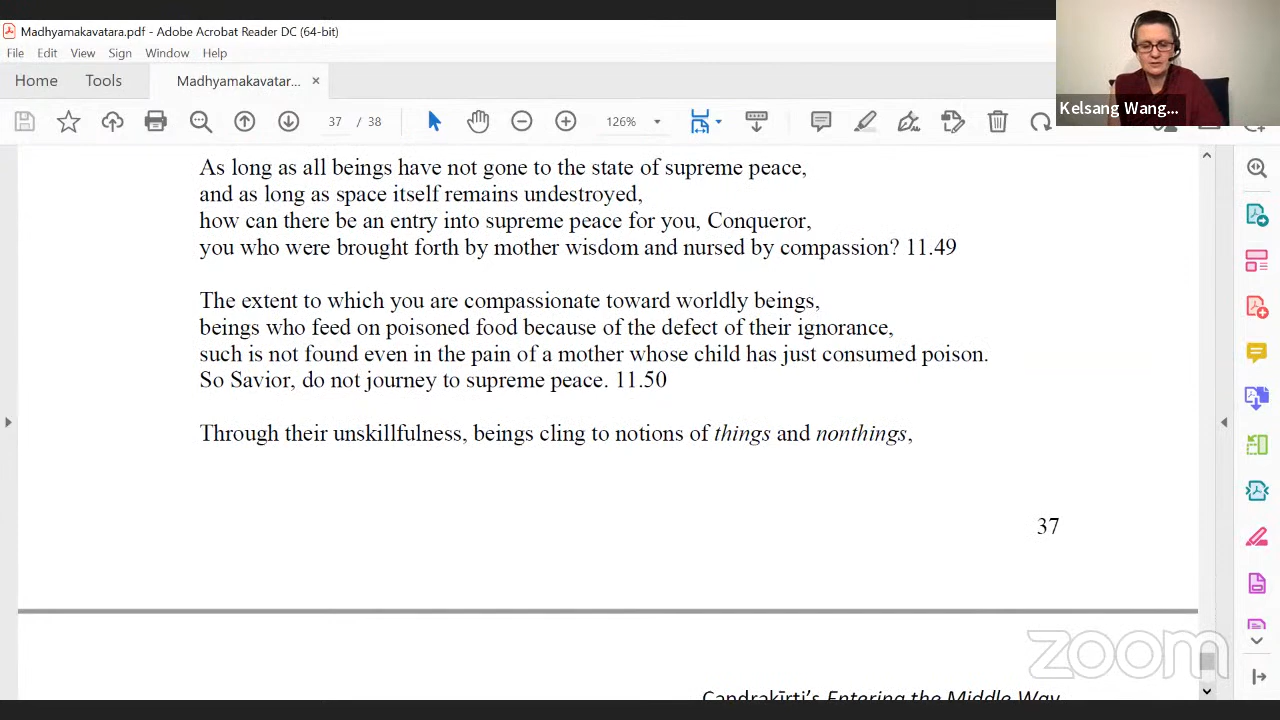 Madhyamakavatara.pdf - Adobe Acrobat Reader DC (64-bit)
File Edit View Sign Window Help
Home Tools Madhyamakavatar... ×
37 / 38 126%
Kelsang Wang...
As long as all beings have not gone to the state of supreme peace,
and as long as space itself remains undestroyed,
how can there be an entry into supreme peace for you, Conqueror,
you who were brought forth by mother wisdom and nursed by compassion? 11.49
The extent to which you are compassionate toward worldly beings,
beings who feed on poisoned food because of the defect of their ignorance,
such is not found even in the pain of a mother whose child has just consumed poison.
So Savior, do not journey to supreme peace. 11.50
Through their unskillfulness, beings cling to notions of things and nonthings,
37
zoom
Candrakīrti's Entering the Middle Way